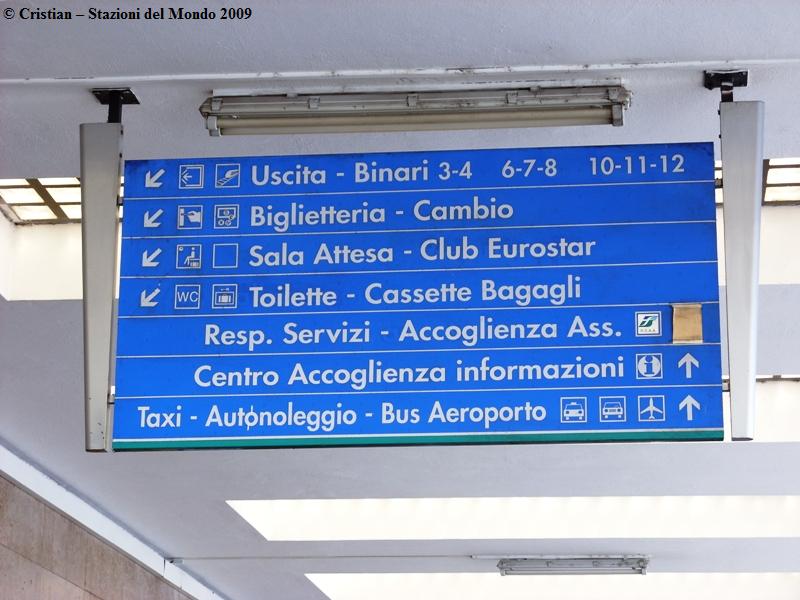 © Cristian – Stazioni del Mondo 2009
Uscita - Binari 3-4 6-7-8 10-11-12
Biglietteria - Cambio
Sala Attesa - Club Eurostar
WC Toilette - Cassette Bagagli
Resp. Servizi - Accoglienza Ass.
Centro Accoglienza informazioni i
Taxi - Autonoleggio - Bus Aeroporto